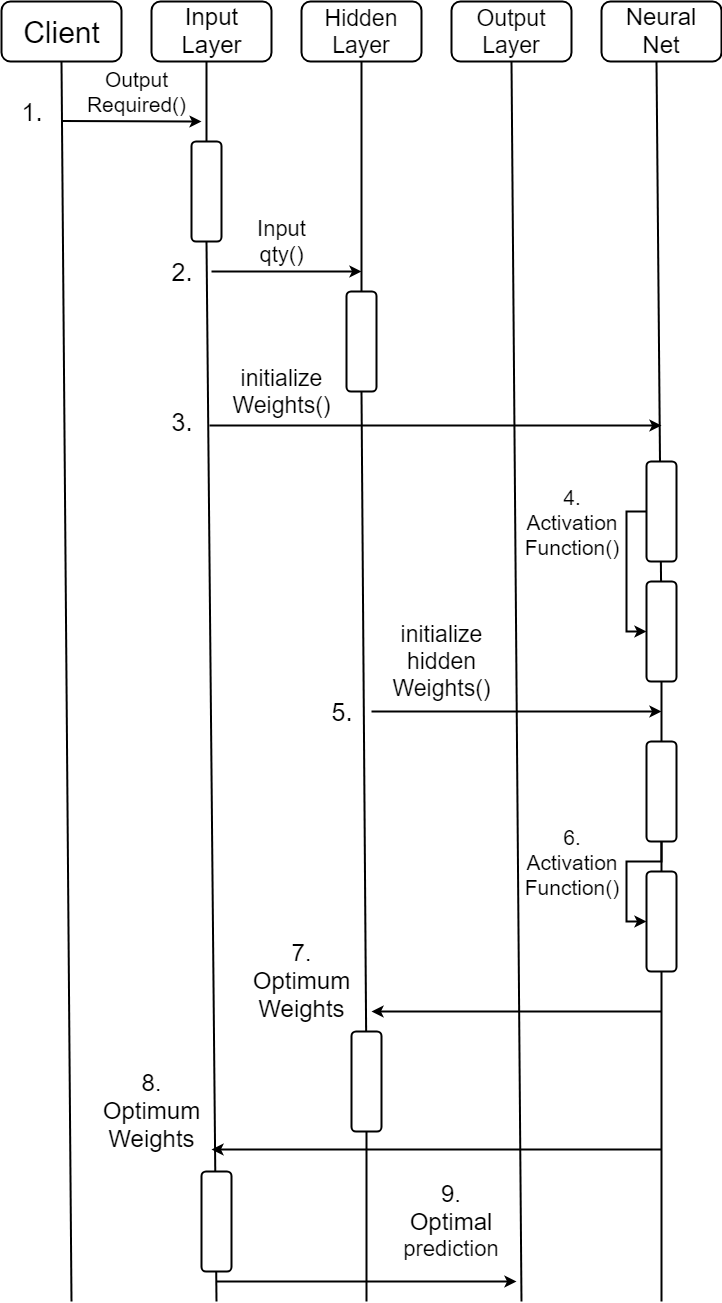 Client
Input
Layer
Hidden
Layer
Output
Layer
Neural
Net
1.
Output
Required()
2.
Input
qty()
3.
initialize
Weights()
4.
Activation
Function()
5.
initialize
hidden
Weights()
6.
Activation
Function()
7.
Optimum
Weights
8.
Optimum
Weights
9.
Optimal
prediction